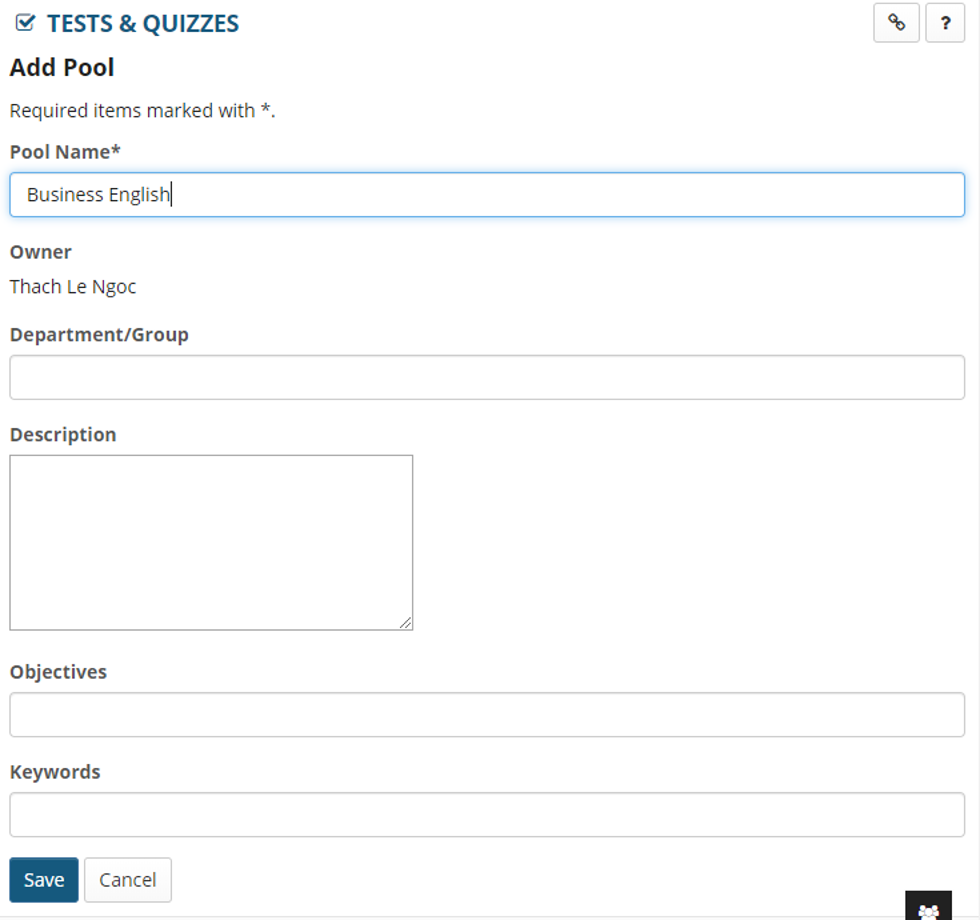 TESTS & QUIZZES
?
Add Pool
Required items marked with *.
Pool Name*
Business English
Owner
Thach Le Ngoc
Department/Group
Description
Objectives
Keywords
Save Cancel